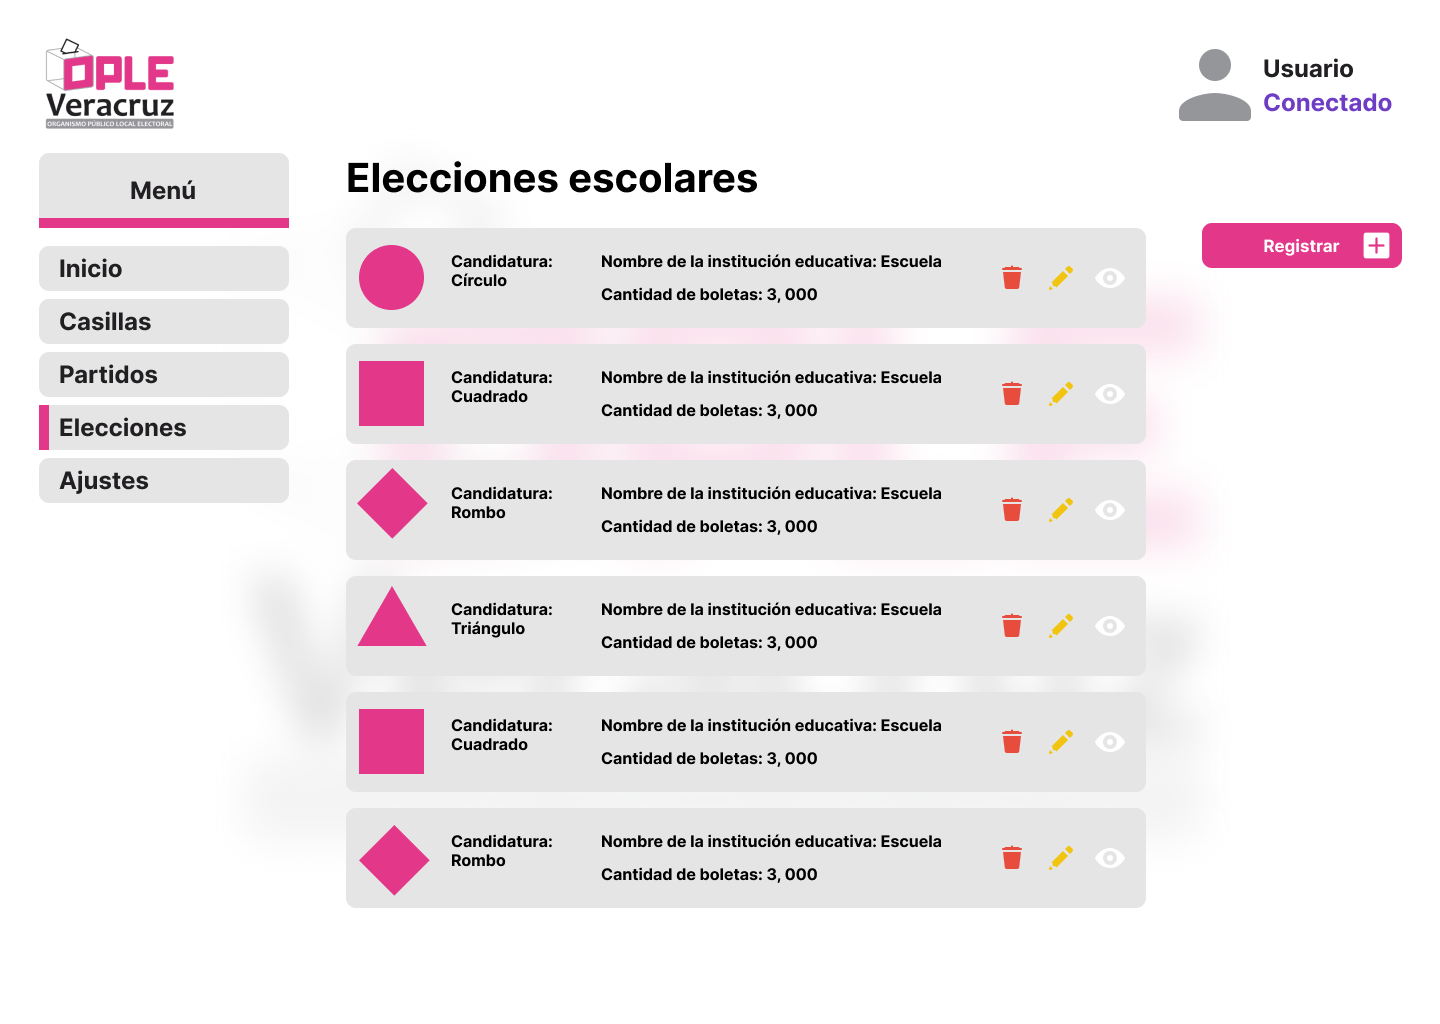 OPLE
Veracruz
ORGANISMO PÚBLICO LOCAL ELECTORAL
Usuario
Conectado
Menú
Inicio
Casillas
Partidos
Elecciones
Ajustes
Elecciones escolares
Registrar
Candidatura:
Círculo
Nombre de la institución educativa: Escuela
Cantidad de boletas: 3, 000
Candidatura:
Cuadrado
Nombre de la institución educativa: Escuela
Cantidad de boletas: 3, 000
Candidatura:
Rombo
Nombre de la institución educativa: Escuela
Cantidad de boletas: 3, 000
Candidatura:
Triángulo
Nombre de la institución educativa: Escuela
Cantidad de boletas: 3, 000
Candidatura:
Cuadrado
Nombre de la institución educativa: Escuela
Cantidad de boletas: 3, 000
Candidatura:
Rombo
Nombre de la institución educativa: Escuela
Cantidad de boletas: 3, 000